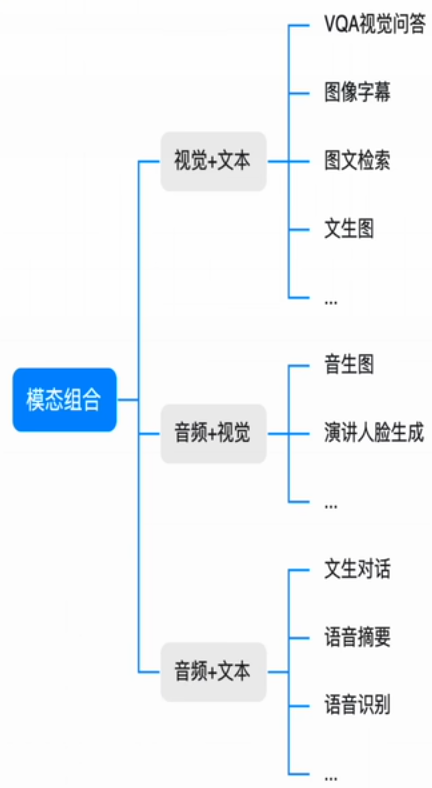 模态组合
视觉+文本
VQA视觉问答
图像字幕
图文检索
文生图
...
音频+视觉
音生图
演讲人脸生成
...
音频+文本
文生对话
语音摘要
语音识别
...